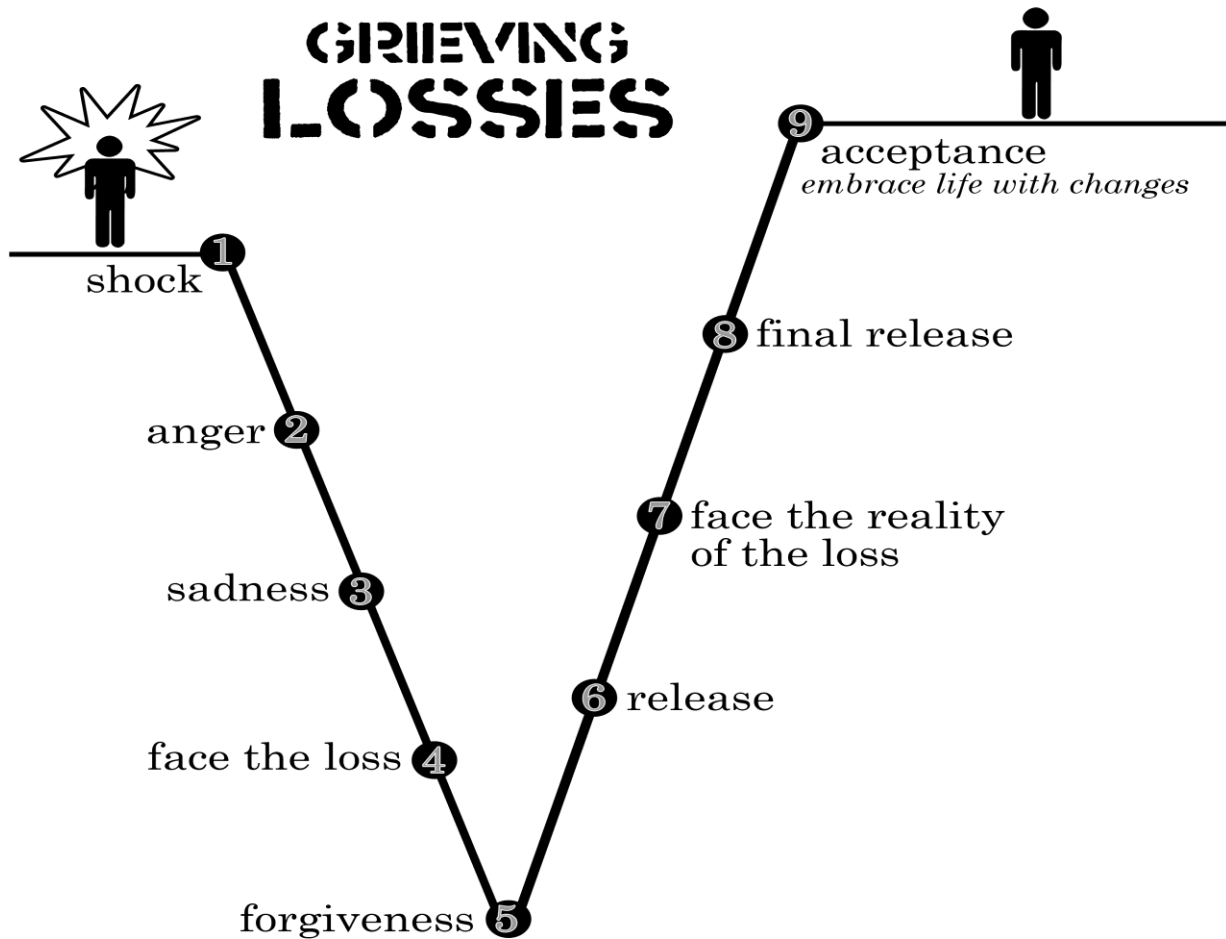 GRIEVING
LOSSES
1
shock
anger 2
sadness 3
face the loss 4
forgiveness 5
6 release
7 face the reality
of the loss
8 final release
9
acceptance
embrace life with changes